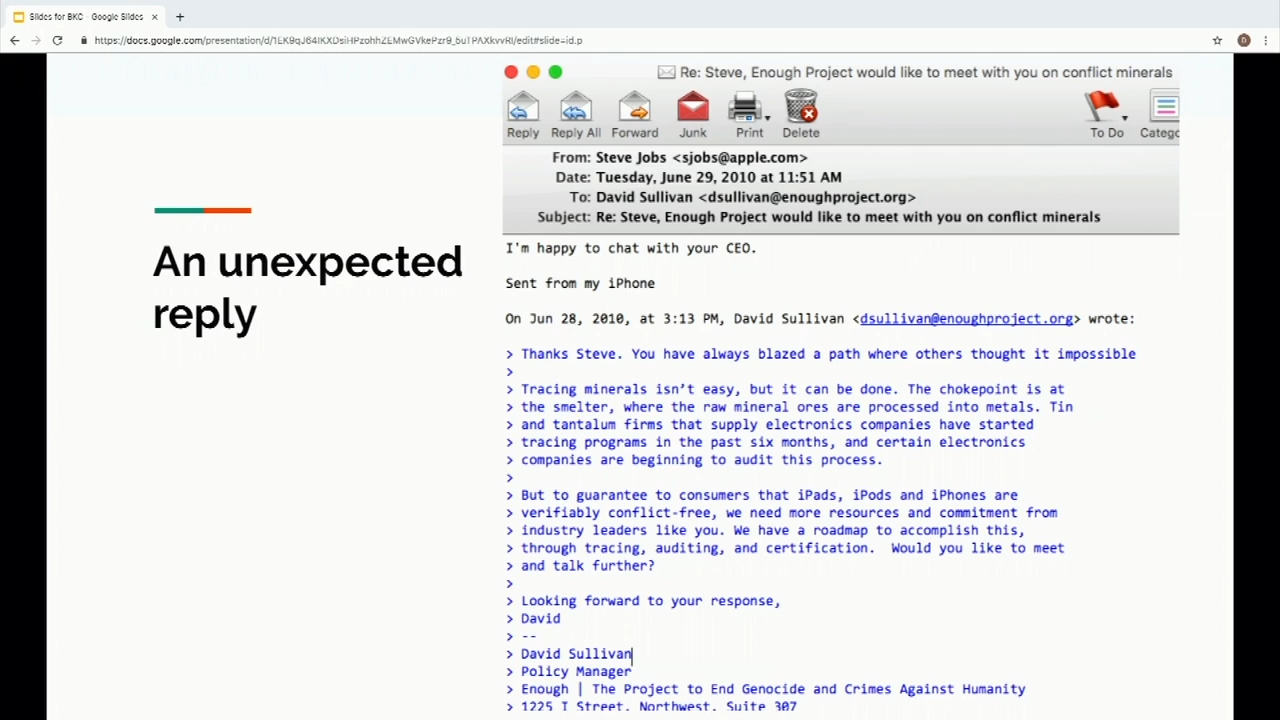 Slides for BKC - Google Slides
An unexpected
reply
Re: Steve, Enough Project would like to meet with you on conflict minerals
Reply Reply All Forward Junk Print Delete To Do Catego
From: Steve Jobs <sjobs@apple.com>
Date: Tuesday, June 29, 2010 at 11:51 AM
To: David Sullivan <dsullivan@enoughproject.org>
Subject: Re: Steve, Enough Project would like to meet with you on conflict minerals
I'm happy to chat with your CEO.
Sent from my iPhone
On Jun 28, 2010, at 3:13 PM, David Sullivan <dsullivan@enoughproject.org> wrote:
> Thanks Steve. You have always blazed a path where others thought it impossible
>
> Tracing minerals isn’t easy, but it can be done. The chokepoint is at
> the smelter, where the raw mineral ores are processed into metals. Tin
> and tantalum firms that supply electronics companies have started
> tracing programs in the past six months, and certain electronics
> companies are beginning to audit this process.
>
> But to guarantee to consumers that iPads, iPods and iPhones are
> verifiably conflict-free, we need more resources and commitment from
> industry leaders like you. We have a roadmap to accomplish this,
> through tracing, auditing, and certification.  Would you like to meet
> and talk further?
>
> Looking forward to your response,
> David
> --
> David Sullivan
> Policy Manager
> Enough | The Project to End Genocide and Crimes Against Humanity
> 1225 I Street, Northwest, Suite 307